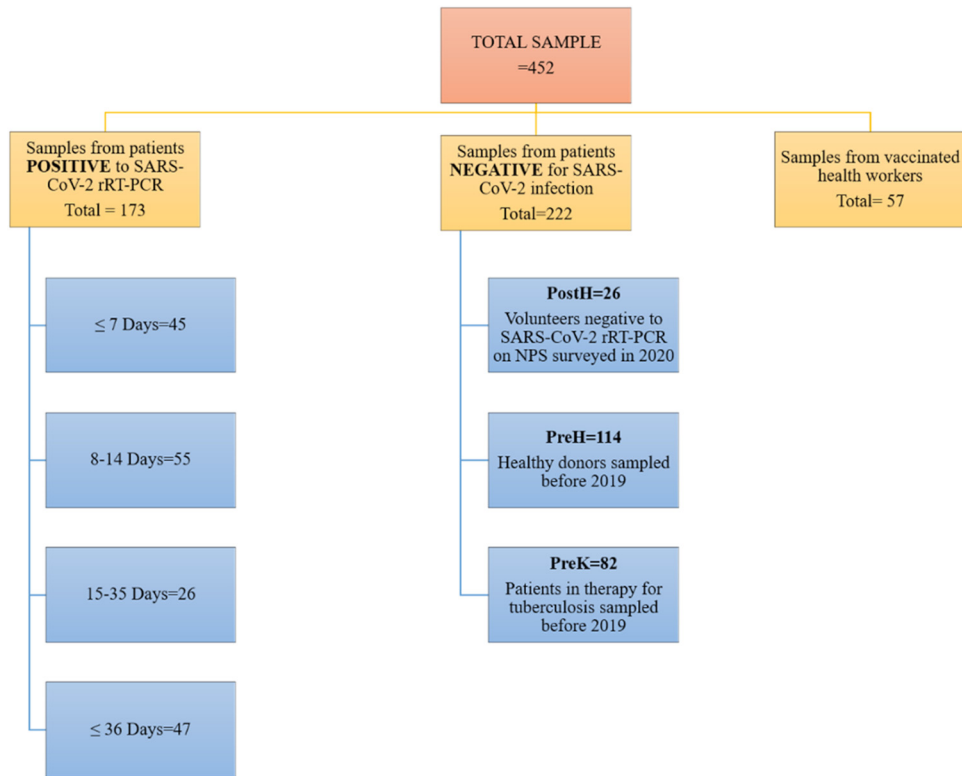 TOTAL SAMPLE
=452
Samples from patients
POSITIVE to SARS-
CoV-2 rRT-PCR
Total = 173
≤ 7 Days=45
8-14 Days=55
15-35 Days=26
≤ 36 Days=47
Samples from patients
NEGATIVE for SARS-
CoV-2 infection
Total=222
PostH=26
Volunteers negative to
SARS-CoV-2 rRT-PCR
on NPS surveyed in 2020
PreH=114
Healthy donors sampled
before 2019
PreK=82
Patients in therapy for
tuberculosis sampled
before 2019
Samples from vaccinated
health workers
Total= 57